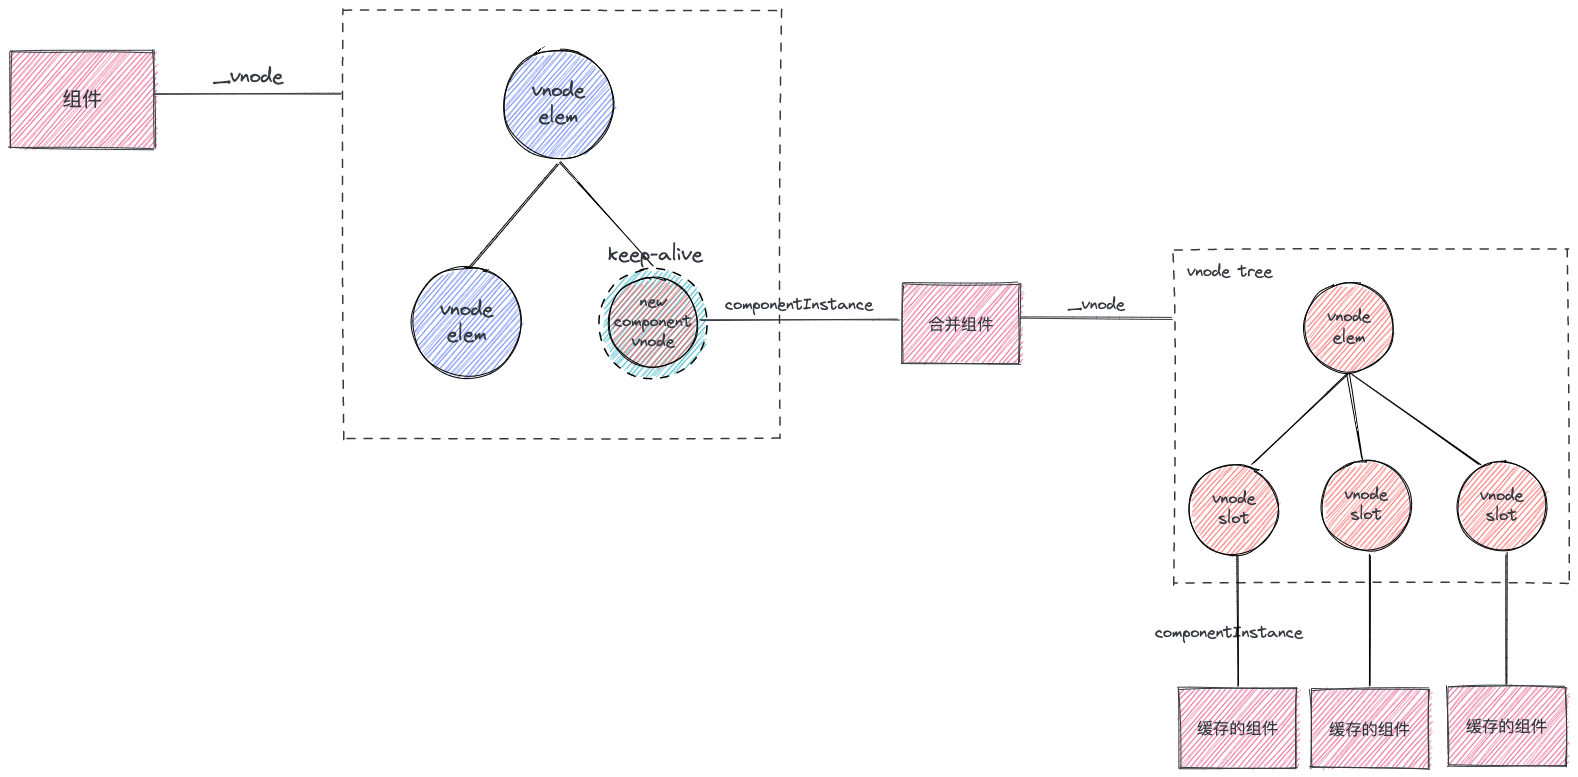 组件
_vnode
vnode
elem
vnode
elem
keep-alive
new
component
vnode
componentInstance
合并组件
_vnode
vnode tree
vnode
elem
vnode
slot
vnode
slot
vnode
slot
componentInstance
缓存的组件
缓存的组件
缓存的组件